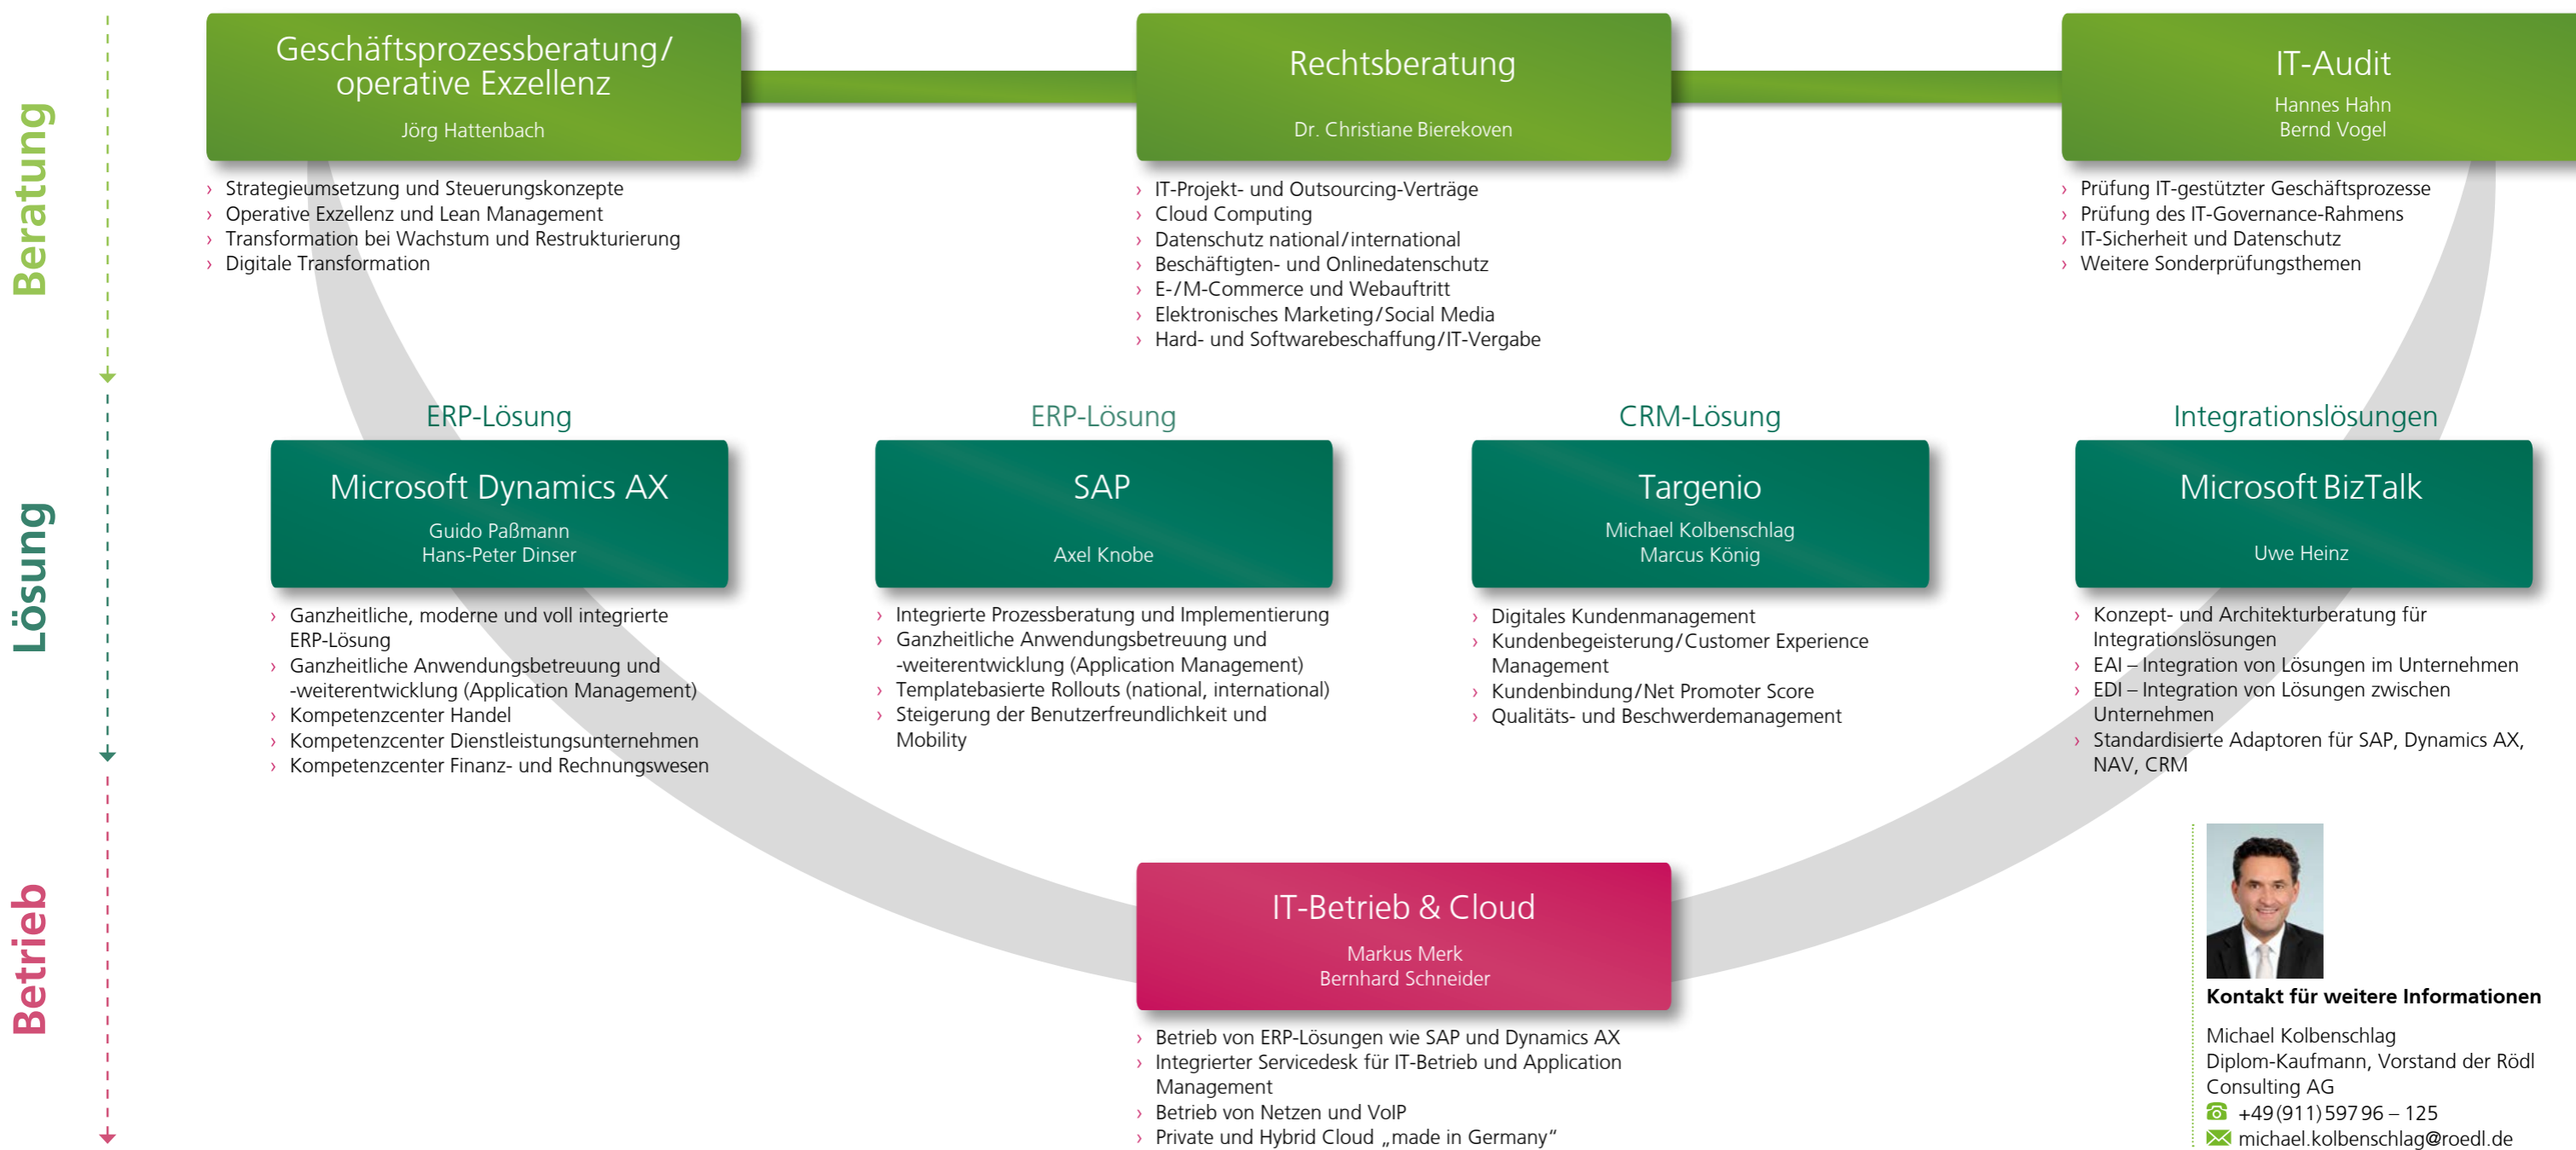 Beratung
Geschäftsprozessberatung/
operative Exzellenz
Jörg Hattenbach
› Strategieumsetzung und Steuerungskonzepte
› Operative Exzellenz und Lean Management
› Transformation bei Wachstum und Restrukturierung
› Digitale Transformation
Rechtsberatung
Dr. Christiane Bierekoven
› IT-Projekt- und Outsourcing-Verträge
› Cloud Computing
› Datenschutz national/international
› Beschäftigten- und Onlinedatenschutz
› E-/M-Commerce und Webauftritt
› Elektronisches Marketing/Social Media
› Hard- und Softwarebeschaffung/IT-Vergabe
IT-Audit
Hannes Hahn
Bernd Vogel
› Prüfung IT-gestützter Geschäftsprozesse
› Prüfung des IT-Governance-Rahmens
› IT-Sicherheit und Datenschutz
› Weitere Sonderprüfungsthemen
Lösung
ERP-Lösung
Microsoft Dynamics AX
Guido Paßmann
Hans-Peter Dinser
› Ganzheitliche, moderne und voll integrierte
ERP-Lösung
› Ganzheitliche Anwendungsbetreuung und
-weiterentwicklung (Application Management)
› Kompetenzcenter Handel
› Kompetenzcenter Dienstleistungsunternehmen
› Kompetenzcenter Finanz- und Rechnungswesen
ERP-Lösung
SAP
Axel Knobe
› Integrierte Prozessberatung und Implementierung
› Ganzheitliche Anwendungsbetreuung und
-weiterentwicklung (Application Management)
› Templatebasierte Rollouts (national, international)
› Steigerung der Benutzerfreundlichkeit und
Mobility
CRM-Lösung
Targenio
Michael Kolbenschlag
Marcus König
› Digitales Kundenmanagement
› Kundenbegeisterung/Customer Experience
Management
› Kundenbindung/Net Promoter Score
› Qualitäts- und Beschwerdemanagement
Integrationslösungen
Microsoft BizTalk
Uwe Heinz
› Konzept- und Architekturberatung für
Integrationslösungen
› EAI – Integration von Lösungen im Unternehmen
› EDI – Integration von Lösungen zwischen
Unternehmen
› Standardisierte Adaptoren für SAP, Dynamics AX,
NAV, CRM
Betrieb
IT-Betrieb & Cloud
Markus Merk
Bernhard Schneider
› Betrieb von ERP-Lösungen wie SAP und Dynamics AX
› Integrierter Servicedesk für IT-Betrieb und Application
Management
› Betrieb von Netzen und VoIP
› Private und Hybrid Cloud „made in Germany“
Kontakt für weitere Informationen
Michael Kolbenschlag
Diplom-Kaufmann, Vorstand der Rödl
Consulting AG
+49 (911) 597 96 – 125
michael.kolbenschlag@roedl.de